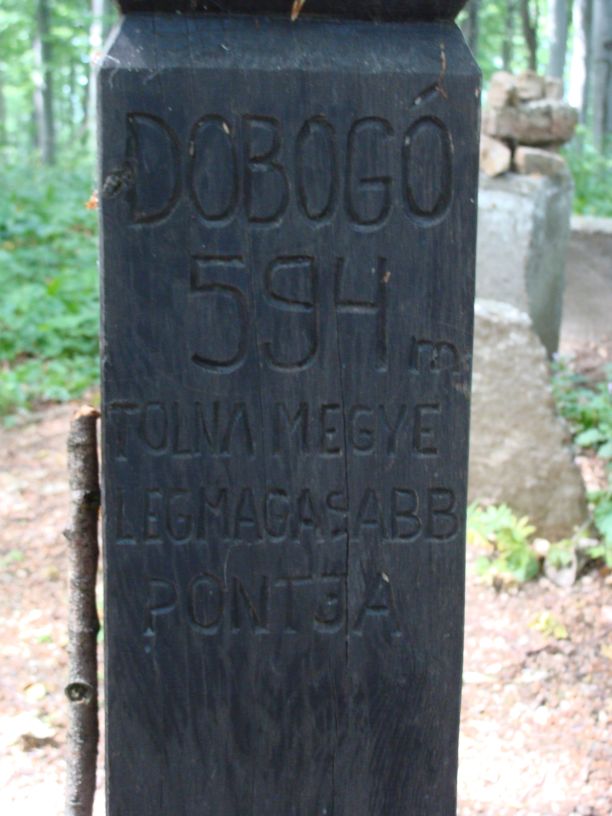 DOBOGÓ
594 m
TOLNA MEGYE
LEGMAGASABB
PONTJA